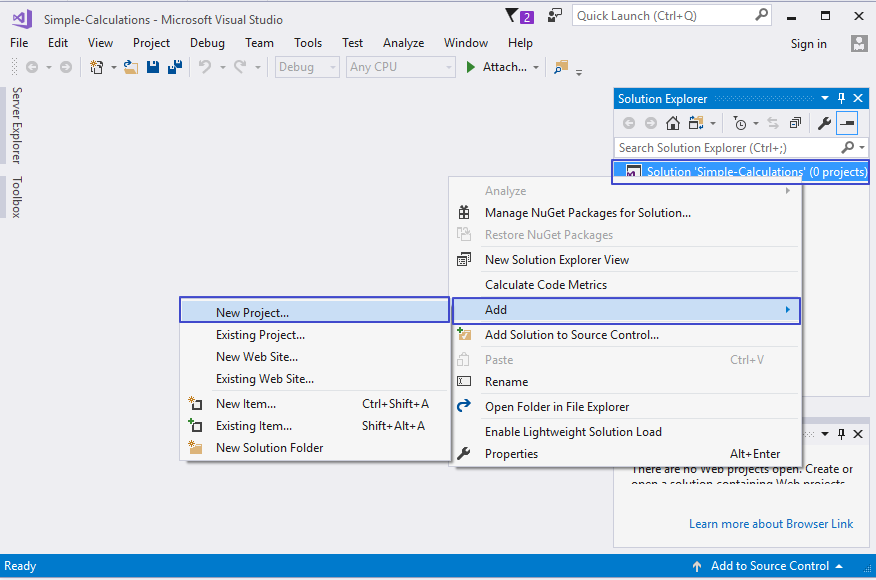 Simple-Calculations - Microsoft Visual Studio
2
Quick Launch (Ctrl+Q)
File Edit View Project Debug Team Tools Test Analyze Window Help
Sign in
Debug Any CPU Attach...
Server Explorer
Toolbox
Solution Explorer
Search Solution Explorer (Ctrl+;)
Solution 'Simple-Calculations' (0 projects)
Analyze
Manage NuGet Packages for Solution...
Restore NuGet Packages
New Solution Explorer View
Calculate Code Metrics
Add
Add Solution to Source Control...
Paste Ctrl+V
Rename
Open Folder in File Explorer
Enable Lightweight Solution Load
Properties Alt+Enter
New Project...
Existing Project...
New Web Site...
Existing Web Site...
New Item... Ctrl+Shift+A
Existing Item... Shift+Alt+A
New Solution Folder
There are no Web projects open. Create or
open a solution containing Web projects
Learn more about Browser Link
Ready
Add to Source Control